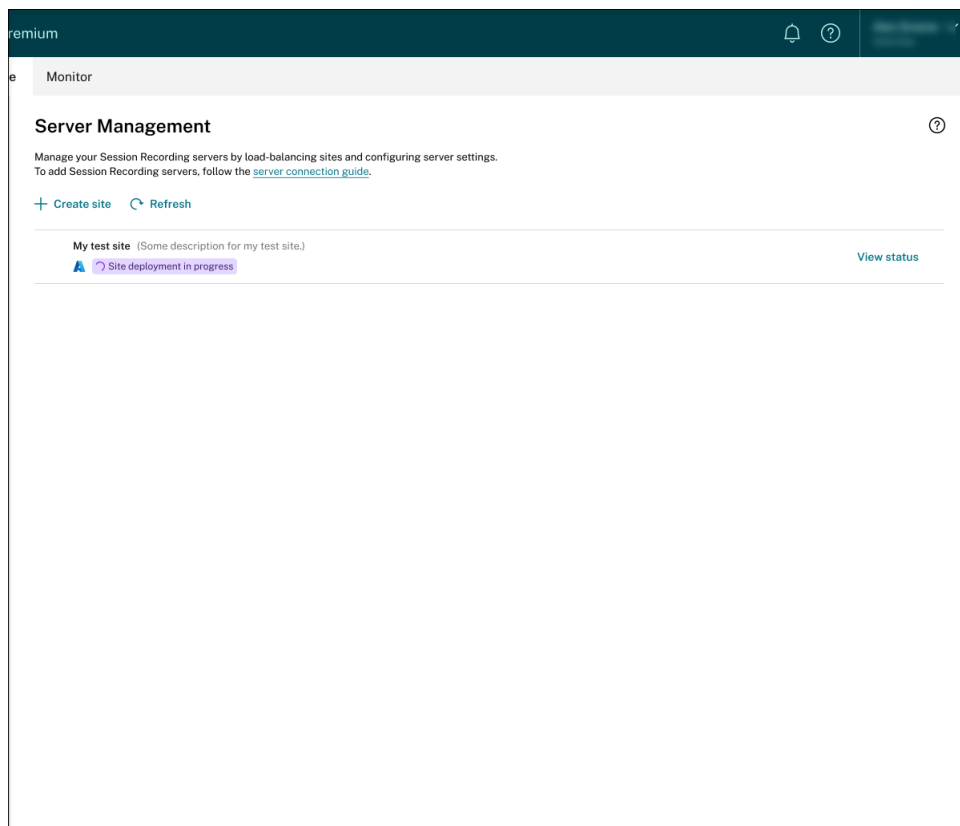 remium
e Monitor
Server Management
Manage your Session Recording servers by load-balancing sites and configuring server settings.
To add Session Recording servers, follow the server connection guide.
Create site Refresh
My test site (Some description for my test site.)
Site deployment in progress
View status